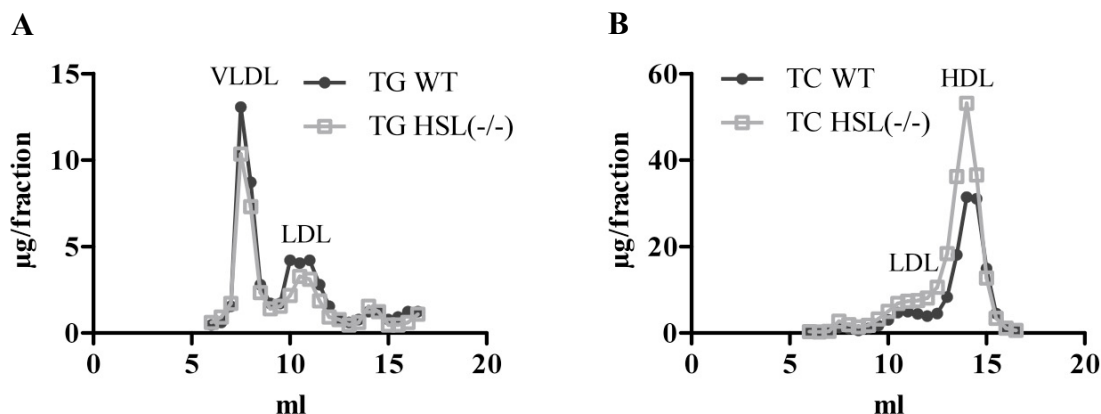 A
15
VLDL
TG WT
TG HSL(-/-)
10
LDL
5
0
µg/fraction
0 5 10 15 20
ml
B
60
TC WT
HDL
TC HSL(-/-)
40
20
LDL
0
µg/fraction
0 5 10 15 20
ml